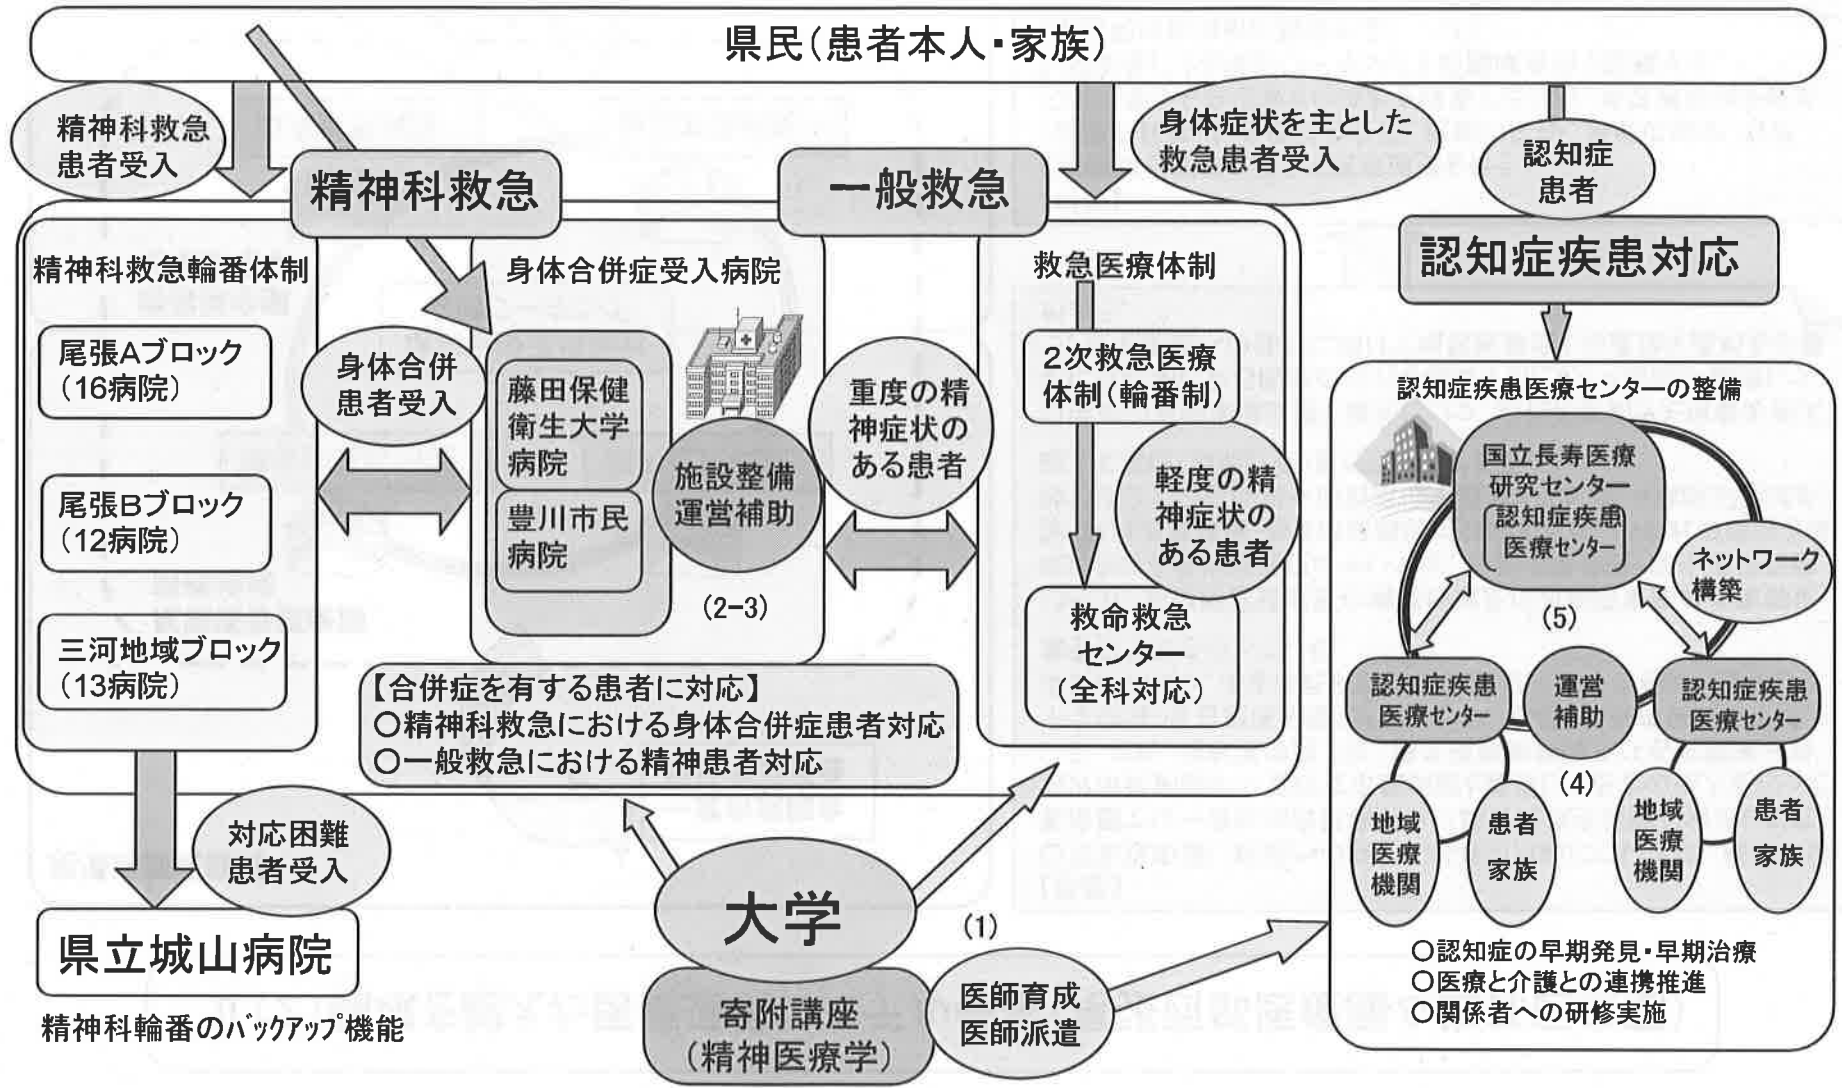 県民(患者本人・家族)
精神科救急
患者受入
身体症状を主とした
救急患者受入
認知症
患者
精神科救急
一般救急
認知症疾患対応
精神科救急輪番体制
尾張Aブロック
(16病院)
尾張Bブロック
(12病院)
三河地域ブロック
(13病院)
身体合併
患者受入
身体合併症受入病院
藤田保健
衛生大学
病院
豊川市民
病院
施設整備
運営補助
(2-3)
重度の精
神症状の
ある患者
救急医療体制
2次救急医療
体制(輪番制)
軽度の精
神症状の
ある患者
救命救急
センター
(全科対応)
【合併症を有する患者に対応】
○精神科救急における身体合併症患者対応
○一般救急における精神患者対応
対応困難
患者受入
県立城山病院
精神科輪番のバックアップ機能
大学
寄附講座
(精神医療学)
(1)
医師育成
医師派遣
認知症疾患医療センターの整備
国立長寿医療
研究センター
認知症疾患
医療センター
ネットワーク
構築
(5)
認知症疾患
医療センター
運営
補助
認知症疾患
医療センター
(4)
地域
医療
機関
患者
家族
地域
医療
機関
患者
家族
○認知症の早期発見・早期治療
○医療と介護との連携推進
○関係者への研修実施